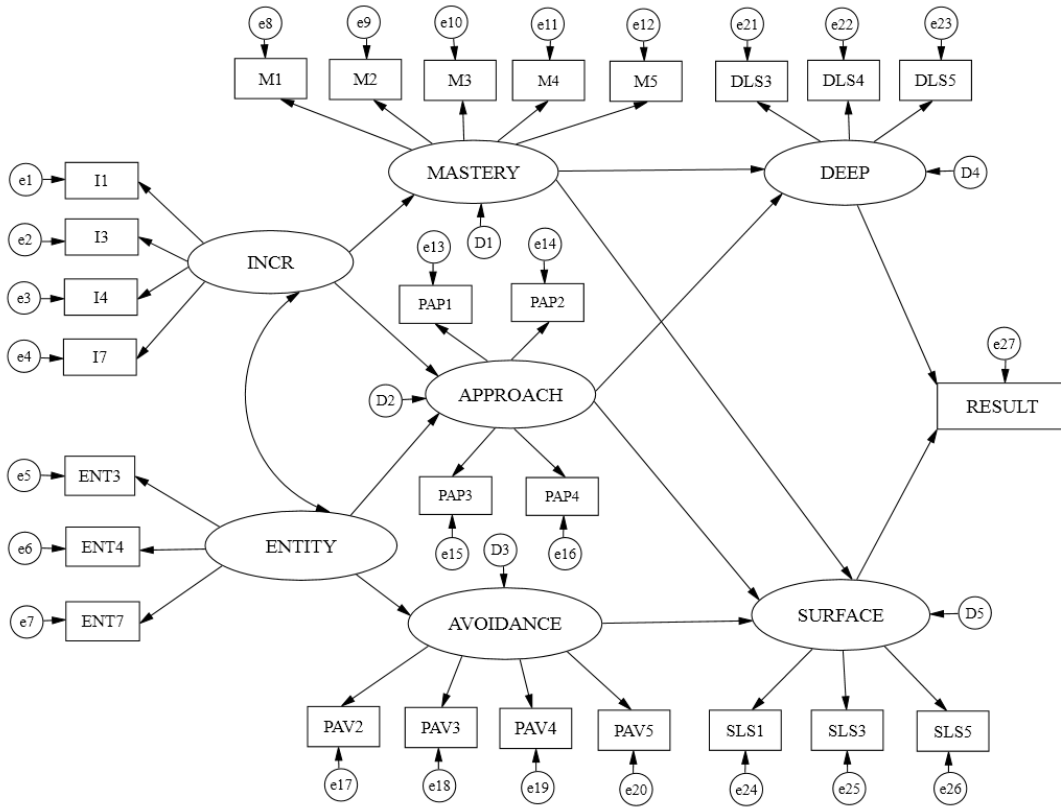 e8
e9
e10
e11
e12
e21
e22
e23
M1
M2
M3
M4
M5
DLS3
DLS4
DLS5
e1
I1
MASTERY
DEEP
D4
e2
I3
D1
INCR
e13
e14
e3
I4
PAP1
PAP2
e4
I7
e27
D2
APPROACH
RESULT
e5
ENT3
PAP3
PAP4
e6
ENT4
ENTITY
e15
D3
e16
e7
ENT7
AVOIDANCE
SURFACE
D5
PAV2
PAV3
PAV4
PAV5
SLS1
SLS3
SLS5
e17
e18
e19
e20
e24
e25
e26